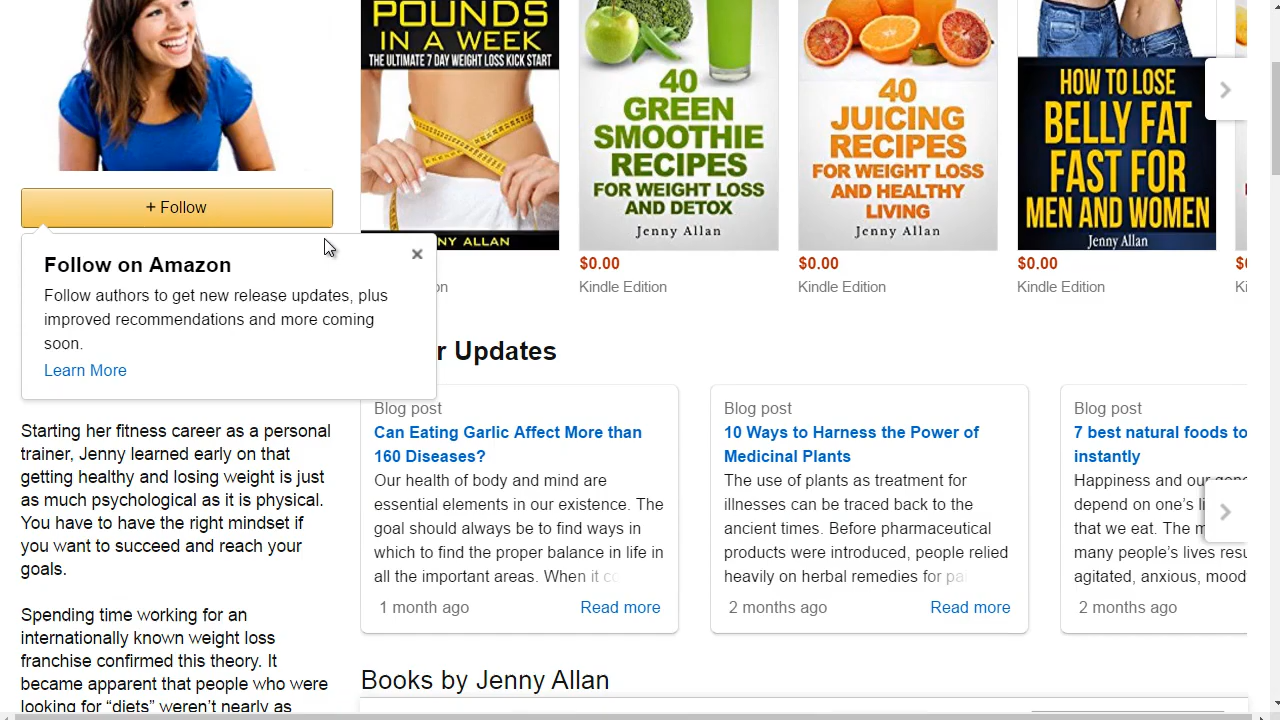 POUNDS
IN A WEEK
THE ULTIMATE 7 DAY WEIGHT LOSS KICK START
NY ALLAN
40
GREEN
SMOOTHIE
RECIPES
FOR WEIGHT LOSS
AND DETOX
Jenny Allan
$0.00
Kindle Edition
40
JUICING
RECIPES
FOR WEIGHT LOSS
AND HEALTHY
LIVING
Jenny Allan
$0.00
Kindle Edition
HOW TO LOSE
BELLY FAT
FAST FOR
MEN AND WOMEN
Jenny Allan
$0.00
Kindle Edition
+ Follow
Follow on Amazon
Follow authors to get new release updates, plus
improved recommendations and more coming
soon.
Learn More
Starting her fitness career as a personal
trainer, Jenny learned early on that
getting healthy and losing weight is just
as much psychological as it is physical.
You have to have the right mindset if
you want to succeed and reach your
goals.
Spending time working for an
internationally known weight loss
franchise confirmed this theory. It
became apparent that people who were
looking for “diets” weren’t nearly as
r Updates
Blog post
Can Eating Garlic Affect More than
160 Diseases?
Our health of body and mind are
essential elements in our existence. The
goal should always be to find ways in
which to find the proper balance in life in
all the important areas. When it
1 month ago Read more
Blog post
10 Ways to Harness the Power of
Medicinal Plants
The use of plants as treatment for
illnesses can be traced back to the
ancient times. Before pharmaceutical
products were introduced, people relied
heavily on herbal remedies for
2 months ago Read more
Blog post
7 best natural foods to
instantly
Happiness and our
depend on one’s
that we eat. The
many people’s lives
agitated, anxious,
2 months ago
Books by Jenny Allan